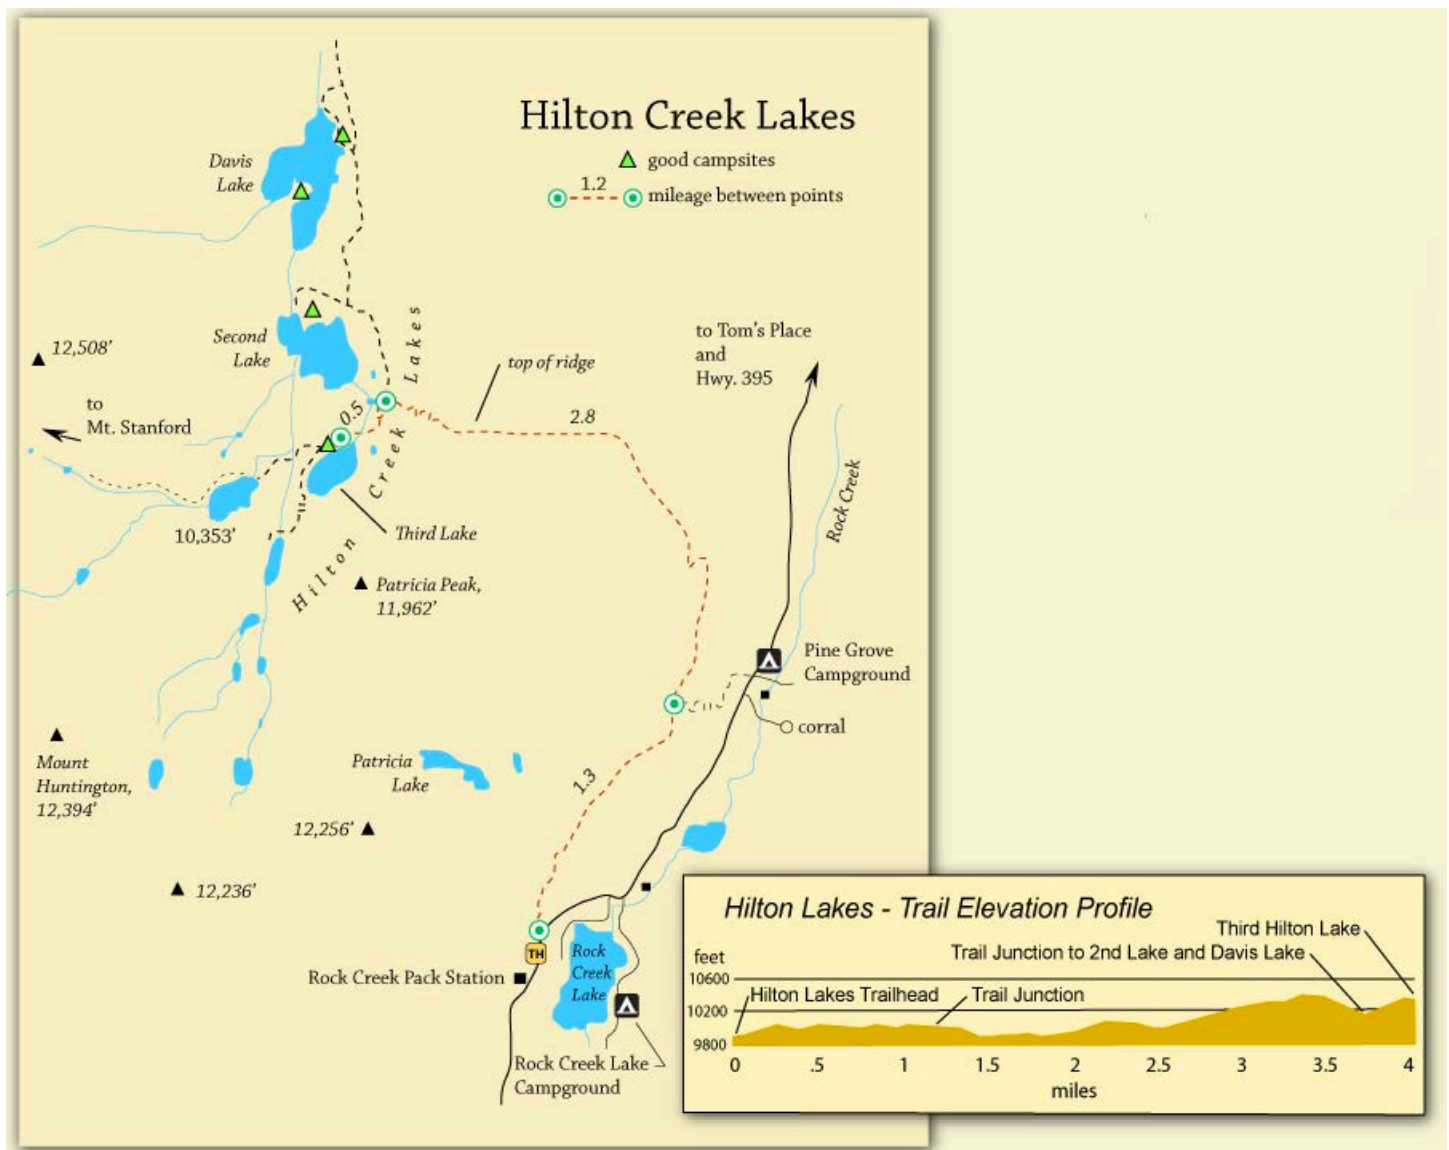 Hilton Creek Lakes
good campsites
1.2
mileage between points
Davis
Lake
Second
Lake
12,508’
to
Mt. Stanford
Hilton Creek Lakes
top of ridge
to Tom’s Place
and
Hwy. 395
0.5
2.8
Rock Creek
Third Lake
10,353’
Patricia Peak,
11,962’
Pine Grove
Campground
corral
Mount
Huntington,
12,394’
Patricia
Lake
1.3
12,256’
12,236’
TH
Rock
Creek
Lake
Rock Creek Pack Station
Rock Creek Lake
Campground
Hilton Lakes - Trail Elevation Profile
Third Hilton Lake
Trail Junction to 2nd Lake and Davis Lake
feet
10600
Hilton Lakes Trailhead
Trail Junction
10200
9800
0 .5 1 1.5 2 2.5 3 3.5 4
miles